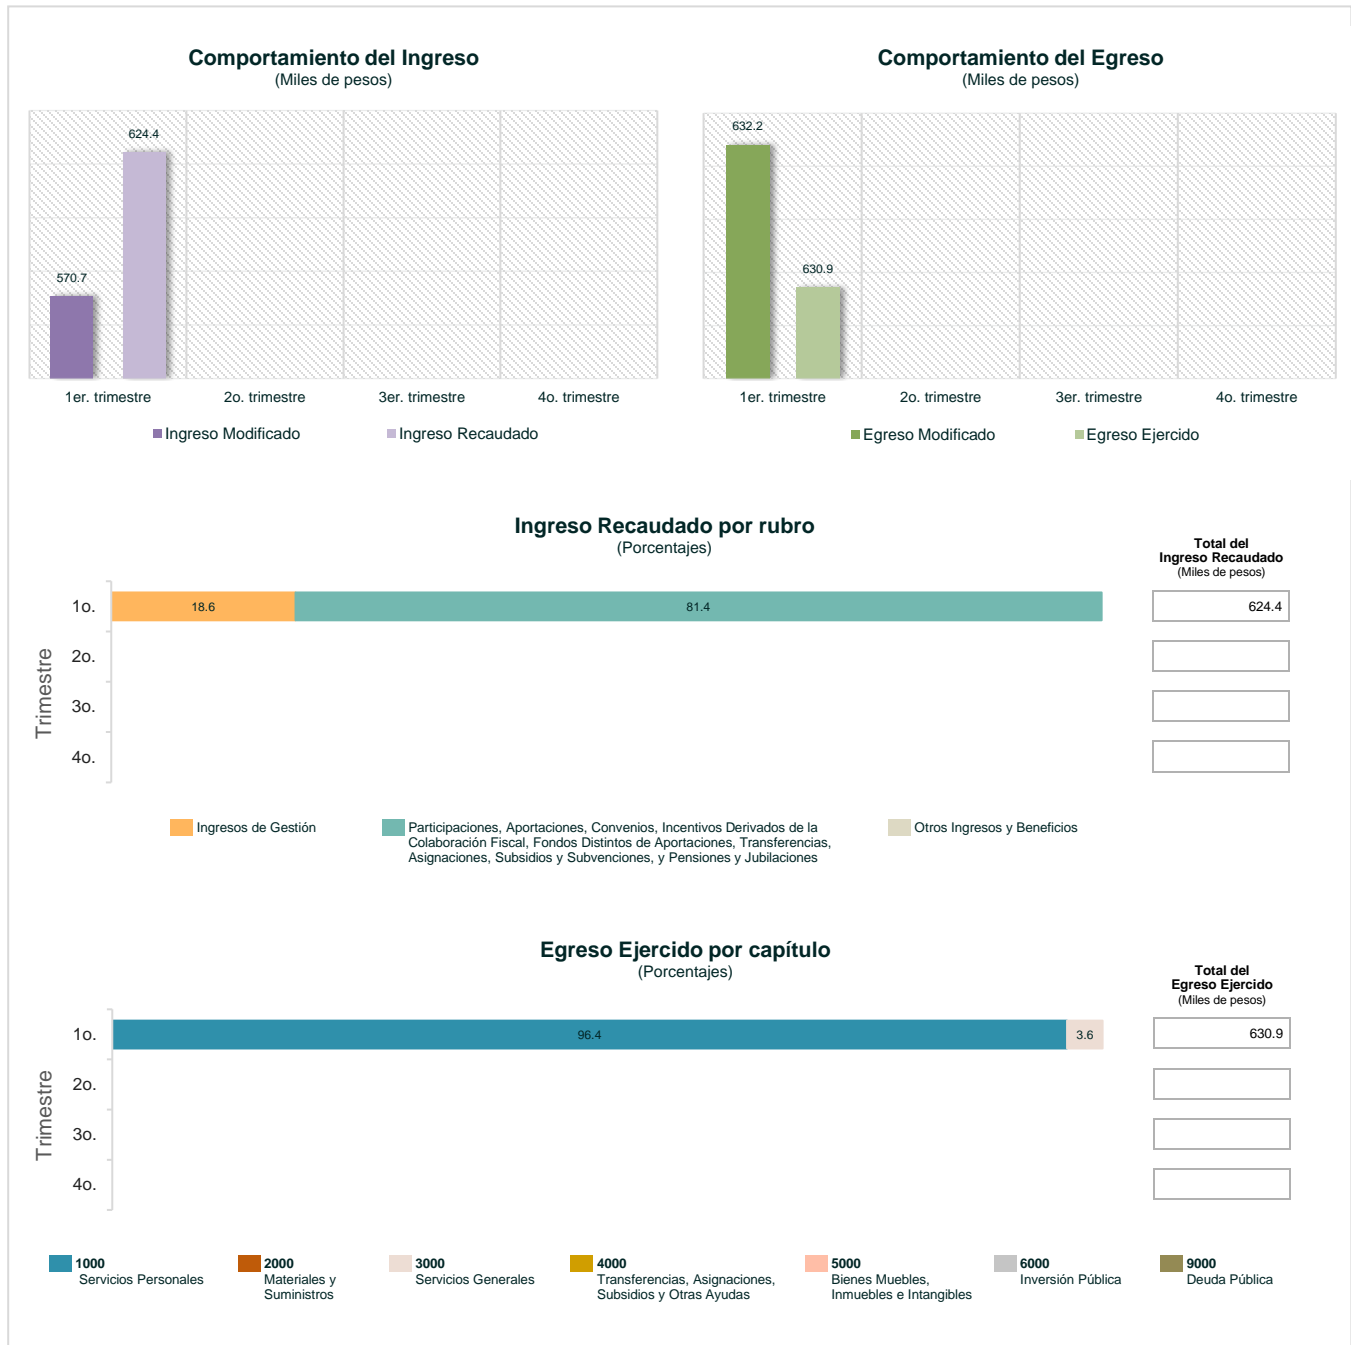 Comportamiento del Ingreso
(Miles de pesos)
624.4
570.7
1er. trimestre
2o. trimestre
3er. trimestre
4o. trimestre
Ingreso Modificado
Ingreso Recaudado
Comportamiento del Egreso
(Miles de pesos)
632.2
630.9
1er. trimestre
2o. trimestre
3er. trimestre
4o. trimestre
Egreso Modificado
Egreso Ejercido
Ingreso Recaudado por rubro
(Porcentajes)
Total del
Ingreso Recaudado
(Miles de pesos)
Trimestre
1o.
18.6
81.4
624.4
2o.
3o.
4o.
Ingresos de Gestión
Participaciones, Aportaciones, Convenios, Incentivos Derivados de la
Colaboración Fiscal, Fondos Distintos de Aportaciones, Transferencias,
Asignaciones, Subsidios y Subvenciones, y Pensiones y Jubilaciones
Otros Ingresos y Beneficios
Egreso Ejercido por capítulo
(Porcentajes)
Total del
Egreso Ejercido
(Miles de pesos)
Trimestre
1o.
96.4
3.6
630.9
2o.
3o.
4o.
1000
Servicios Personales
2000
Materiales y
Suministros
3000
Servicios Generales
4000
Transferencias, Asignaciones,
Subsidios y Otras Ayudas
5000
Bienes Muebles,
Inmuebles e Intangibles
6000
Inversión Pública
9000
Deuda Pública